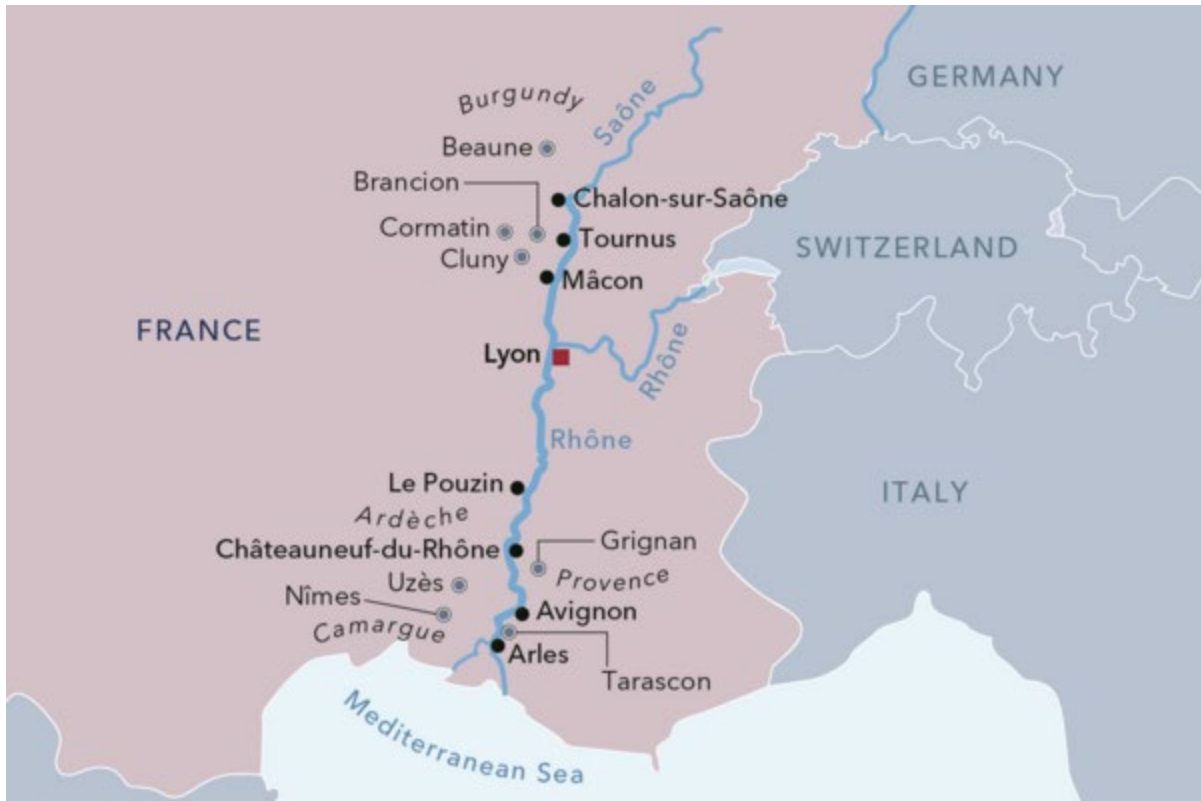 GERMANY
Burgundy
Saône
Beaune
Brancion
Chalon-sur-Saône
Cormatin
Tournus
SWITZERLAND
Cluny
Mâcon
FRANCE
Lyon
Rhône
Rhône
Le Pouzin
ITALY
Ardèche
Châteauneuf-du-Rhône
Grignan
Uzès
Provence
Nîmes
Avignon
Camargue
Arles
Tarascon
Mediterranean Sea